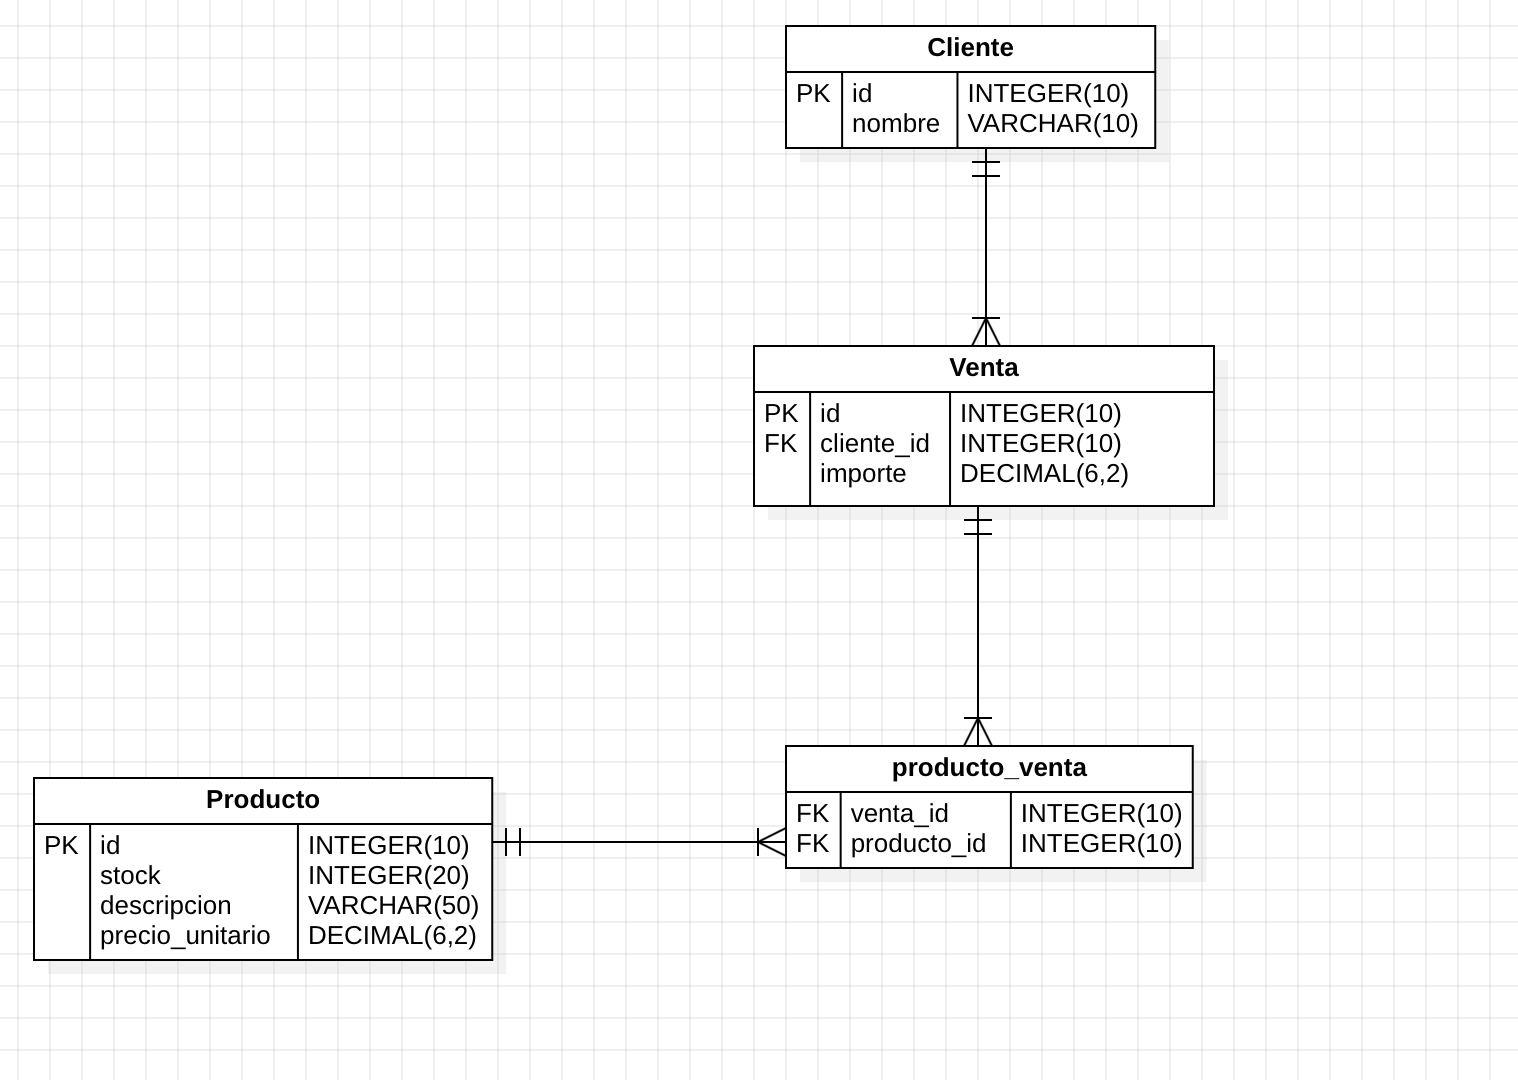 Cliente
PK id INTEGER(10)
nombre VARCHAR(10)
Venta
PK id INTEGER(10)
FK cliente_id INTEGER(10)
importe DECIMAL(6,2)
producto_venta
FK venta_id INTEGER(10)
FK producto_id INTEGER(10)
Producto
PK id INTEGER(10)
stock INTEGER(20)
descripcion VARCHAR(50)
precio_unitario DECIMAL(6,2)